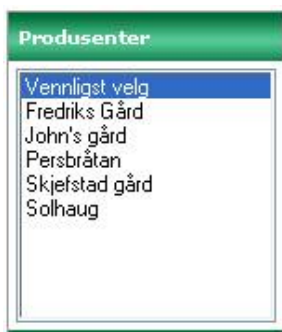 Produsenter
Vennligst velg
Fredriks Gård
John's gård
Persbråtan
Skjefstad gård
Solhaug